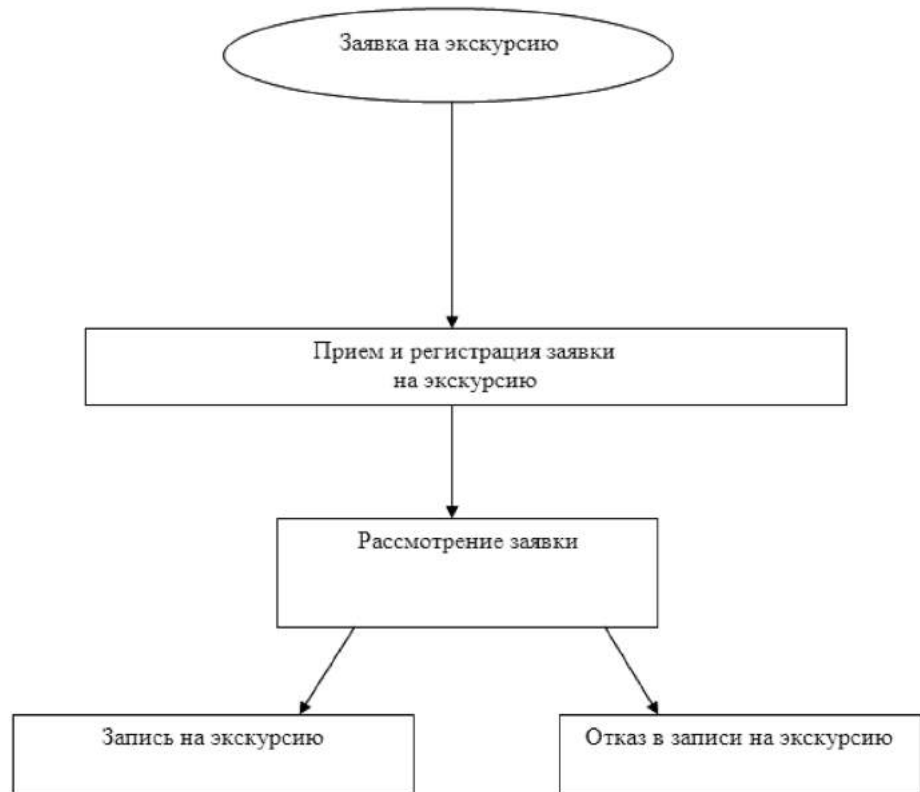 Заявка на экскурсию
Прием и регистрация заявки
на экскурсию
Рассмотрение заявки
Запись на экскурсию
Отказ в записи на экскурсию